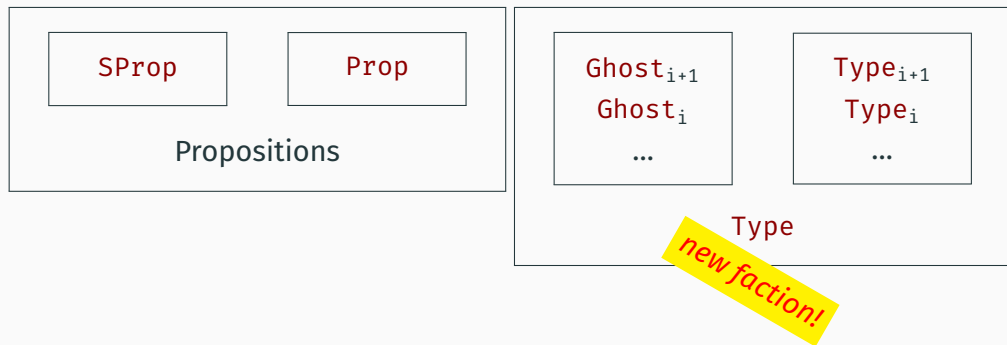 SProp
Prop
Propositions
Ghostᵢ₊₁
Ghostᵢ
...
Typeᵢ₊₁
Typeᵢ
...
Type
new faction!